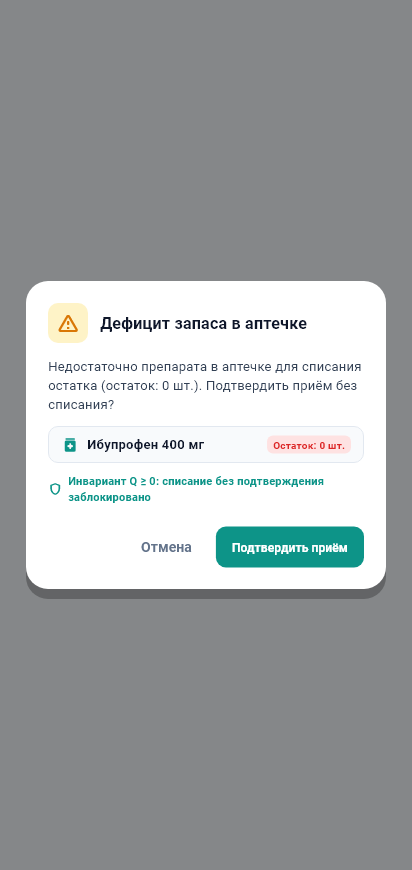 Дефицит запаса в аптечке
Недостаточно препарата в аптечке для списания
остатка (остаток: 0 шт.). Подтвердить приём без
списания?
Ибупрофен 400 мг
Остаток: 0 шт.
Инвариант Q ≥ 0: списание без подтверждения
заблокировано
Отмена
Подтвердить приём